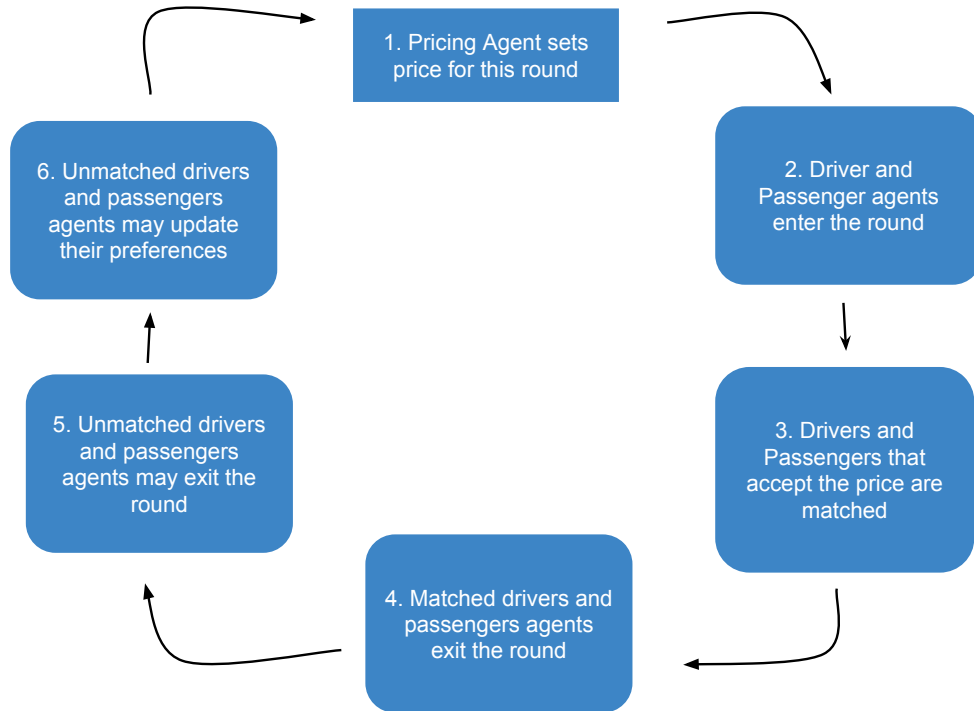 1. Pricing Agent sets
price for this round
2. Driver and
Passenger agents
enter the round
3. Drivers and
Passengers that
accept the price are
matched
4. Matched drivers and
passengers agents
exit the round
5. Unmatched drivers
and passengers
agents may exit the
round
6. Unmatched drivers
and passengers
agents may update
their preferences